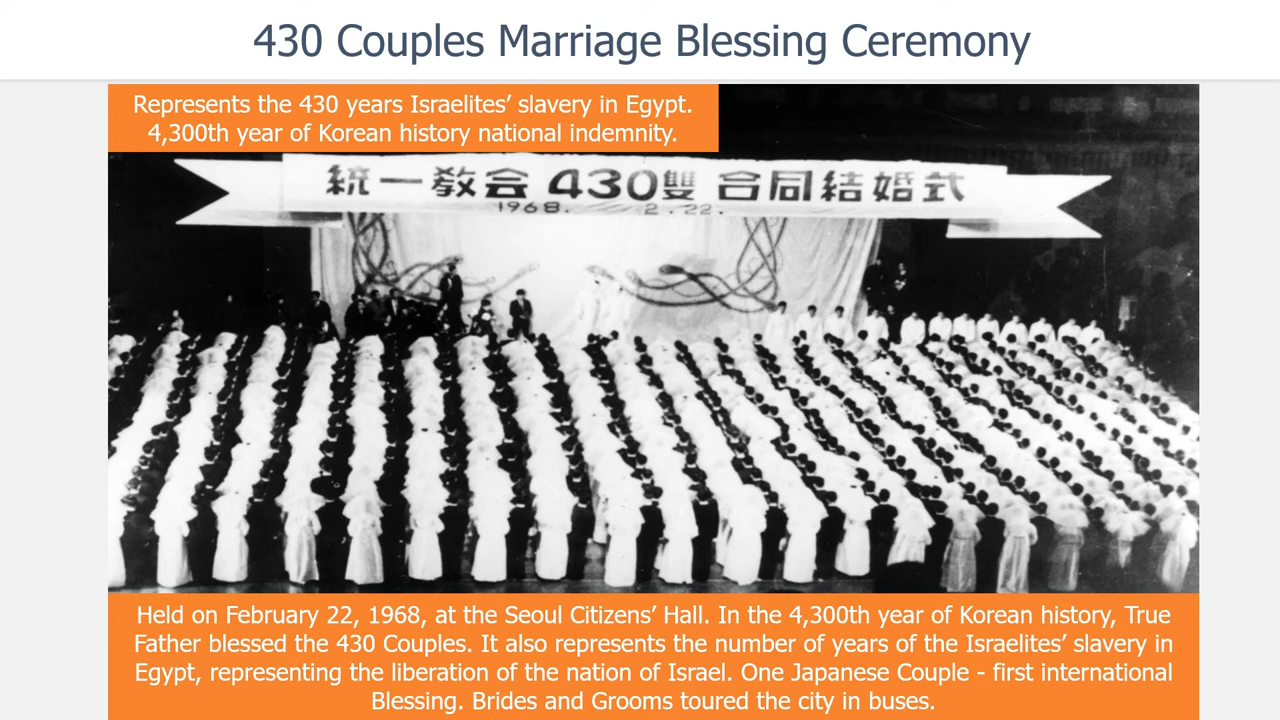 430 Couples Marriage Blessing Ceremony
Represents the 430 years Israelites’ slavery in Egypt.
4,300th year of Korean history national indemnity.
統一敎会 430雙 合同結婚式
1968. 2. 22.
Held on February 22, 1968, at the Seoul Citizens’ Hall. In the 4,300th year of Korean history, True
Father blessed the 430 Couples. It also represents the number of years of the Israelites’ slavery in
Egypt, representing the liberation of the nation of Israel. One Japanese Couple - first international
Blessing. Brides and Grooms toured the city in buses.